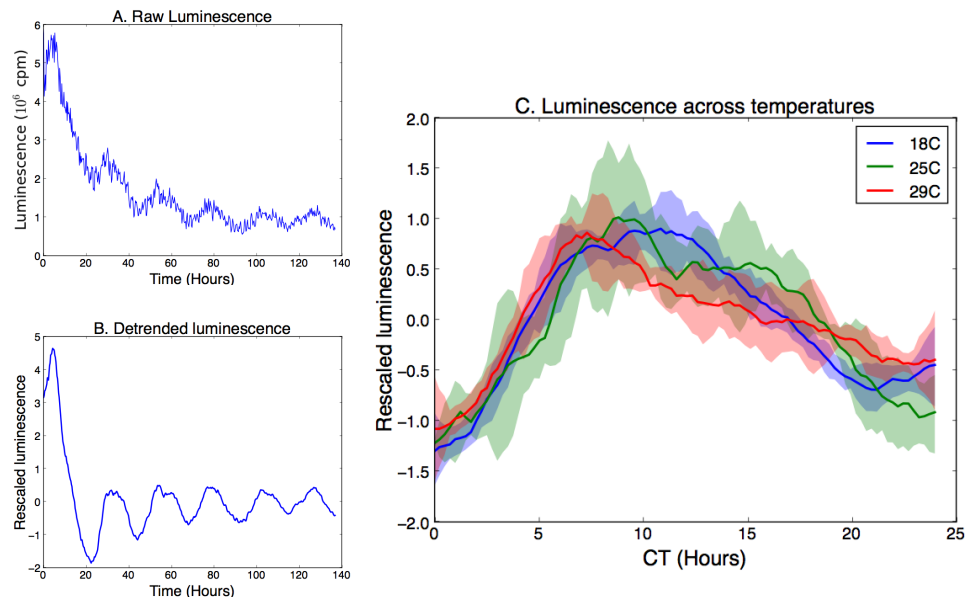 A. Raw Luminescence
6
5
4
3
2
1
0
Luminescence (10^6 cpm)
0 20 40 60 80 100 120 140
Time (Hours)
B. Detrended luminescence
5
4
3
2
1
0
−1
−2
Rescaled luminescence
0 20 40 60 80 100 120 140
Time (Hours)
C. Luminescence across temperatures
2.0
1.5
1.0
0.5
0.0
−0.5
−1.0
−1.5
−2.0
Rescaled luminescence
18C
25C
29C
0 5 10 15 20 25
CT (Hours)